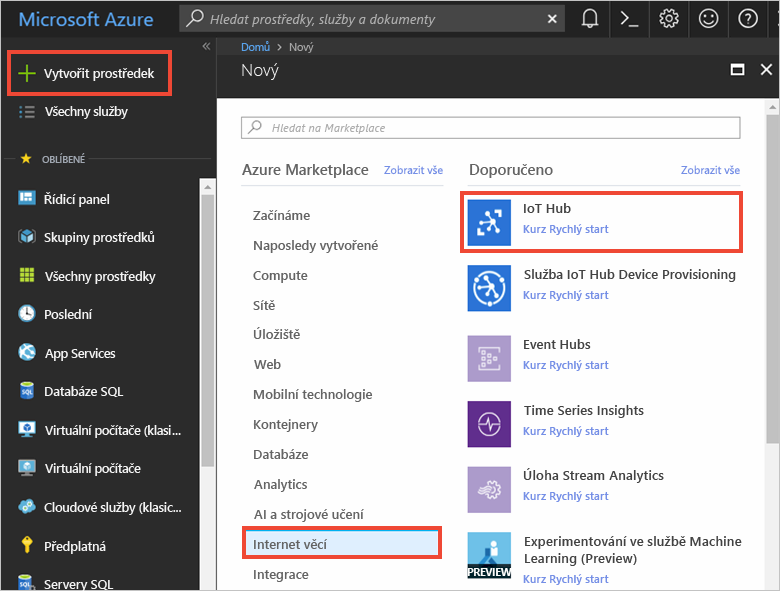 Microsoft Azure
Hledat prostředky, služby a dokumenty
Domů > Nový
Nový
Vytvořit prostředek
Všechny služby
OBLÍBENÉ
Řídicí panel
Skupiny prostředků
Všechny prostředky
Poslední
App Services
Databáze SQL
Virtuální počítače (klasi...
Virtuální počítače
Cloudové služby (klasic...
Předplatná
Servery SQL
Hledat na Marketplace
Azure Marketplace
Zobrazit vše
Začínáme
Naposledy vytvořené
Compute
Sítě
Úložiště
Web
Mobilní technologie
Kontejnery
Databáze
Analytics
AI a strojové učení
Internet věcí
Integrace
Doporučeno
Zobrazit vše
IoT Hub
Kurz Rychlý start
Služba IoT Hub Device Provisioning
Kurz Rychlý start
Event Hubs
Kurz Rychlý start
Time Series Insights
Kurz Rychlý start
Úloha Stream Analytics
Kurz Rychlý start
PREVIEW
Experimentování ve službě Machine
Learning (Preview)
Kurz Rychlý start